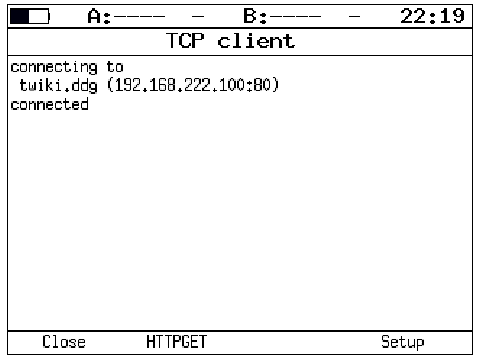 A:---- - B:---- - 22:19
TCP client
connecting to
twiki.ddg (192.168.222.100:80)
connected
Close HTTPGET Setup